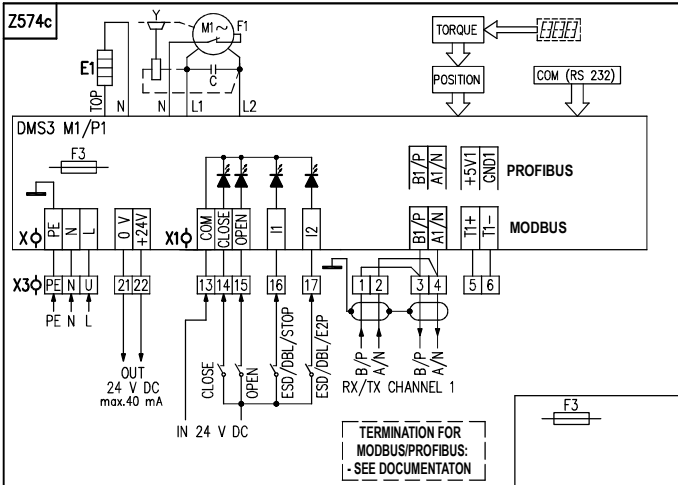 Z574c
Y
M1~
F1
E1
TOP
N
N
L1
C
L2
TORQUE
POSITION
COM (RS 232)
DMS3 M1/P1
F3
B1/P
A1/N
+5V1
GND1
PROFIBUS
X
PE
N
L
0 V
+24V
X1
COM
CLOSE
OPEN
I1
I2
B1/P
A1/N
T1+
T1-
MODBUS
X3
PE
N
U
21
22
13
14
15
16
17
1
2
3
4
5
6
PE N L
OUT
24 V DC
max.40 mA
CLOSE
OPEN
ESD/DBL/STOP
ESD/DBL/E2P
B/P
A/N
B/P
A/N
RX/TX CHANNEL 1
IN 24 V DC
TERMINATION FOR
MODBUS/PROFIBUS:
- SEE DOCUMENTATON
F3